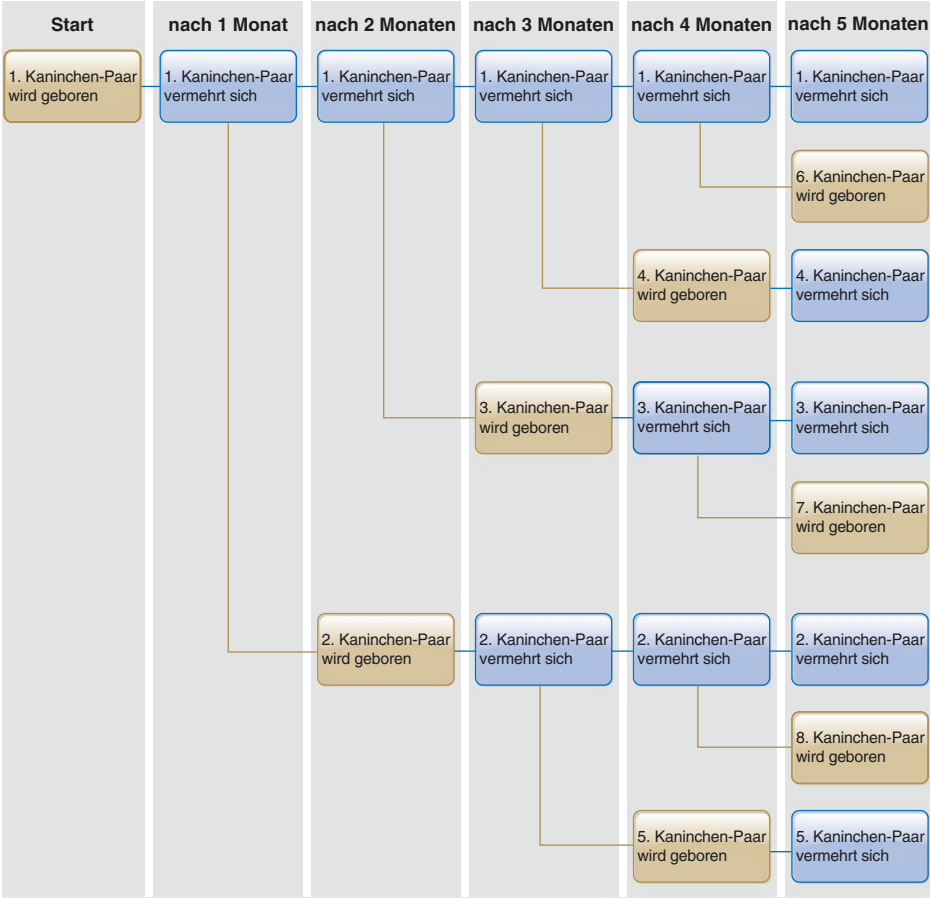 Start
nach 1 Monat
nach 2 Monaten
nach 3 Monaten
nach 4 Monaten
nach 5 Monaten
1. Kaninchen-Paar
wird geboren
1. Kaninchen-Paar
vermehrt sich
1. Kaninchen-Paar
vermehrt sich
1. Kaninchen-Paar
vermehrt sich
1. Kaninchen-Paar
vermehrt sich
1. Kaninchen-Paar
vermehrt sich
6. Kaninchen-Paar
wird geboren
4. Kaninchen-Paar
wird geboren
4. Kaninchen-Paar
vermehrt sich
3. Kaninchen-Paar
wird geboren
3. Kaninchen-Paar
vermehrt sich
3. Kaninchen-Paar
vermehrt sich
7. Kaninchen-Paar
wird geboren
2. Kaninchen-Paar
wird geboren
2. Kaninchen-Paar
vermehrt sich
2. Kaninchen-Paar
vermehrt sich
2. Kaninchen-Paar
vermehrt sich
8. Kaninchen-Paar
wird geboren
5. Kaninchen-Paar
wird geboren
5. Kaninchen-Paar
vermehrt sich